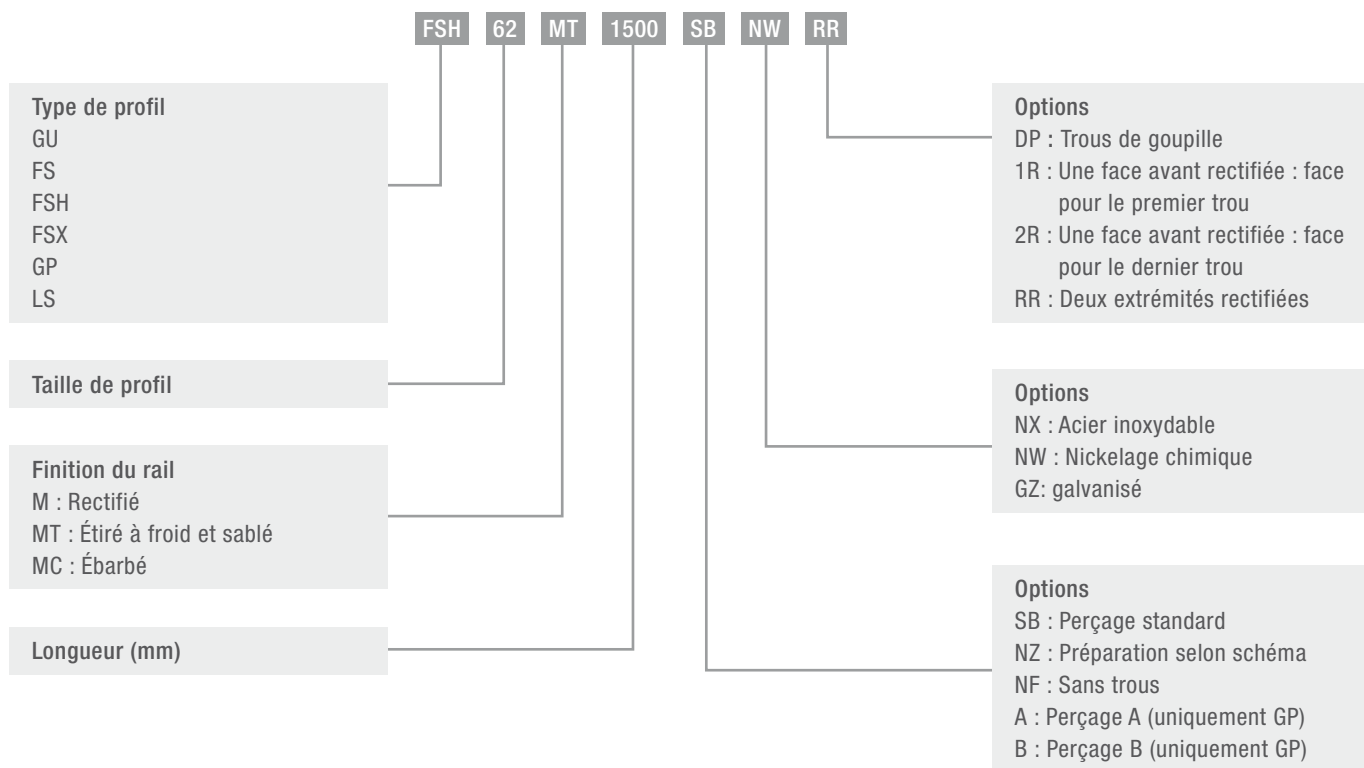 FSH 62 MT 1500 SB NW RR
Type de profil
GU
FS
FSH
FSX
GP
LS
Taille de profil
Finition du rail
M : Rectifié
MT : Étiré à froid et sablé
MC : Ébarbé
Longueur (mm)
Options
DP : Trous de goupille
1R : Une face avant rectifiée : face
pour le premier trou
2R : Une face avant rectifiée : face
pour le dernier trou
RR : Deux extrémités rectifiées
Options
NX : Acier inoxydable
NW : Nickelage chimique
GZ: galvanisé
Options
SB : Perçage standard
NZ : Préparation selon schéma
NF : Sans trous
A : Perçage A (uniquement GP)
B : Perçage B (uniquement GP)